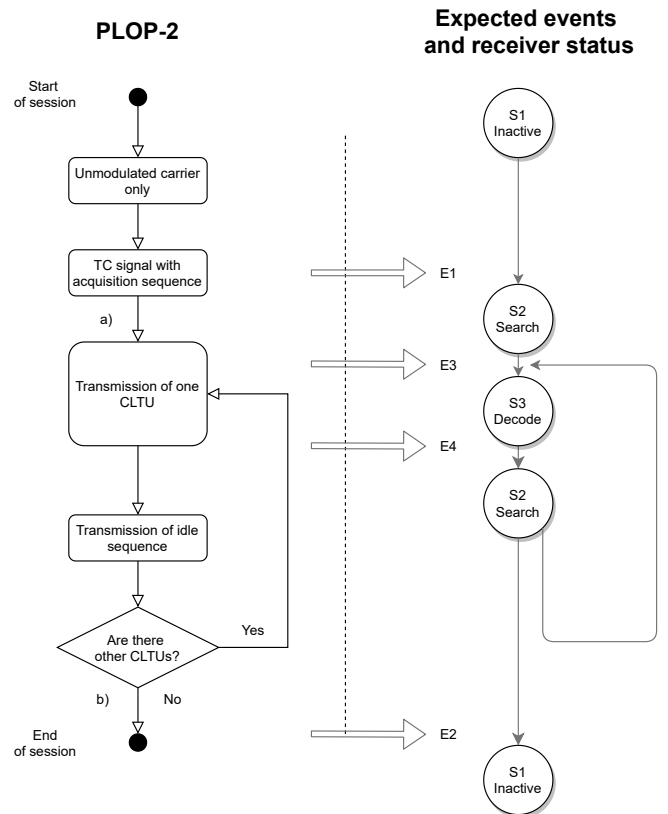 PLOP-2
Expected events
and receiver status
Start
of session
Unmodulated carrier
only
TC signal with
acquisition sequence
a)
Transmission of one
CLTU
Transmission of idle
sequence
Are there
other CLTUs?
Yes
b)
No
End
of session
E1
E3
E4
E2
S1
Inactive
S2
Search
S3
Decode
S2
Search
S1
Inactive